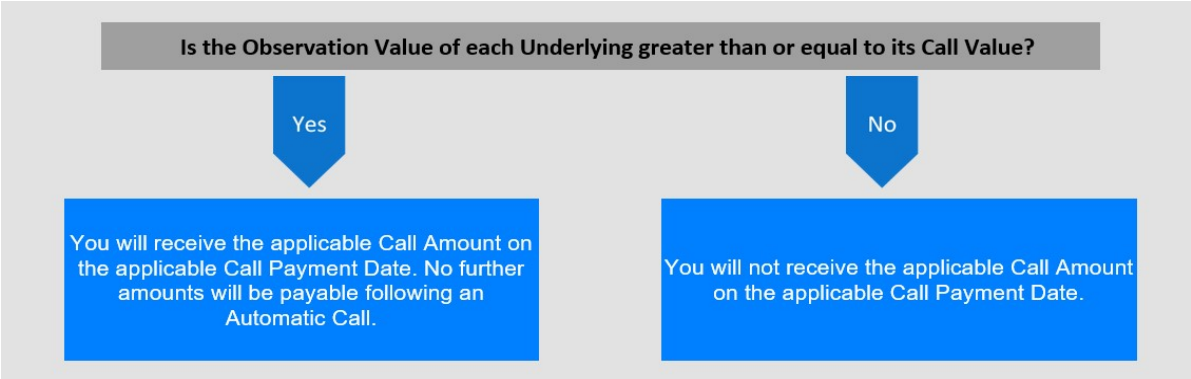 Is the Observation Value of each Underlying greater than or equal to its Call Value?
Yes
No
You will receive the applicable Call Amount on
the applicable Call Payment Date. No further
amounts will be payable following an
Automatic Call.
You will not receive the applicable Call Amount
on the applicable Call Payment Date.